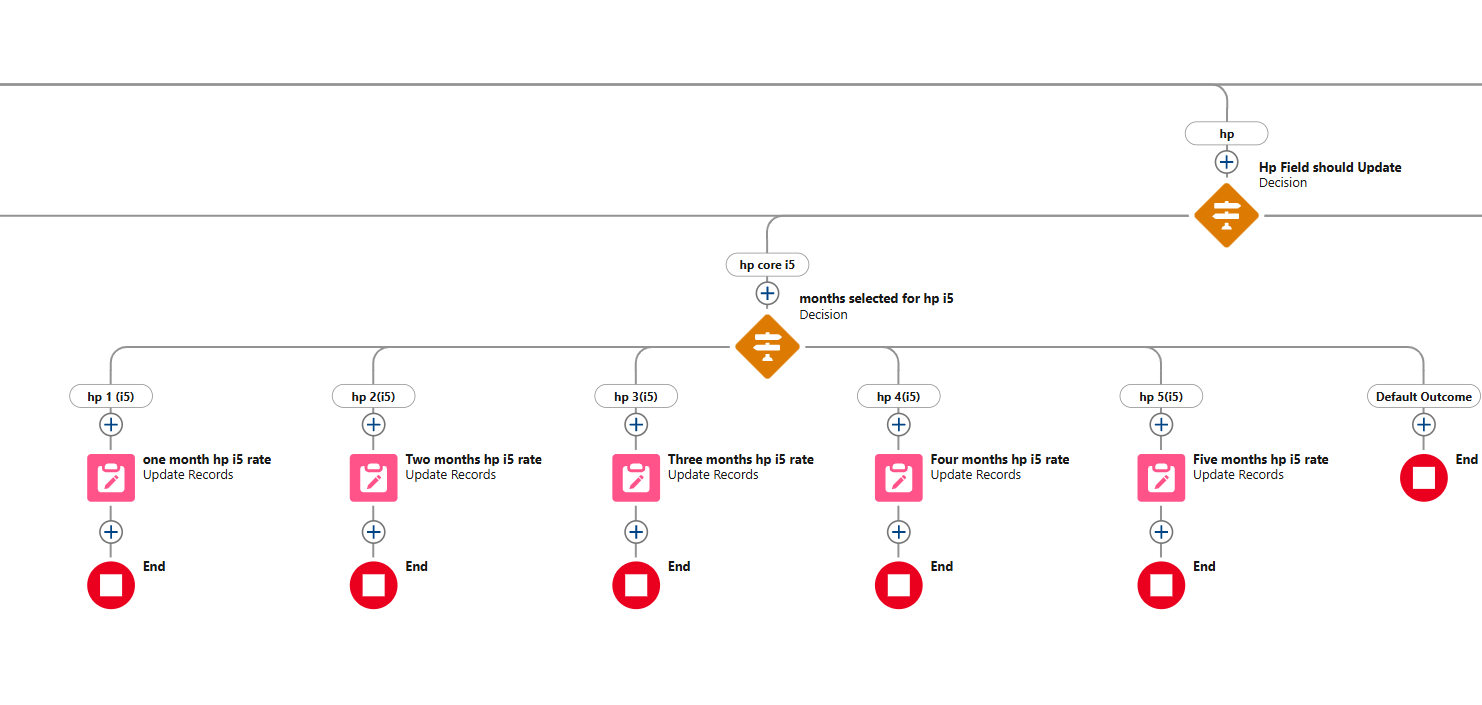 hp
Hp Field should Update
Decision
hp core i5
months selected for hp i5
Decision
hp 1 (i5)
hp 2(i5)
hp 3(i5)
hp 4(i5)
hp 5(i5)
Default Outcome
one month hp i5 rate
Update Records
Two months hp i5 rate
Update Records
Three months hp i5 rate
Update Records
Four months hp i5 rate
Update Records
Five months hp i5 rate
Update Records
End
End
End
End
End
End